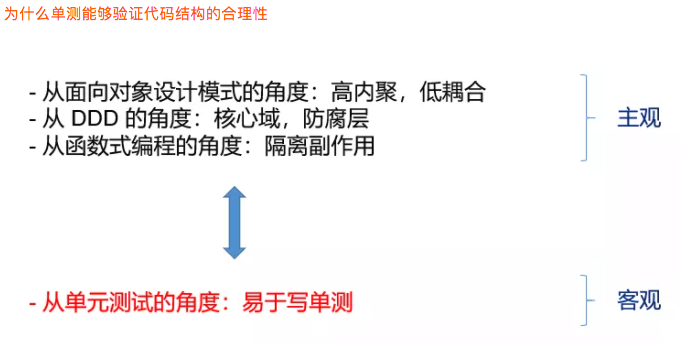 为什么单测能够验证代码结构的合理性
- 从面向对象设计模式的角度：高内聚，低耦合
- 从 DDD 的角度：核心域，防腐层
- 从函数式编程的角度：隔离副作用
主观
- 从单元测试的角度：易于写单测
客观